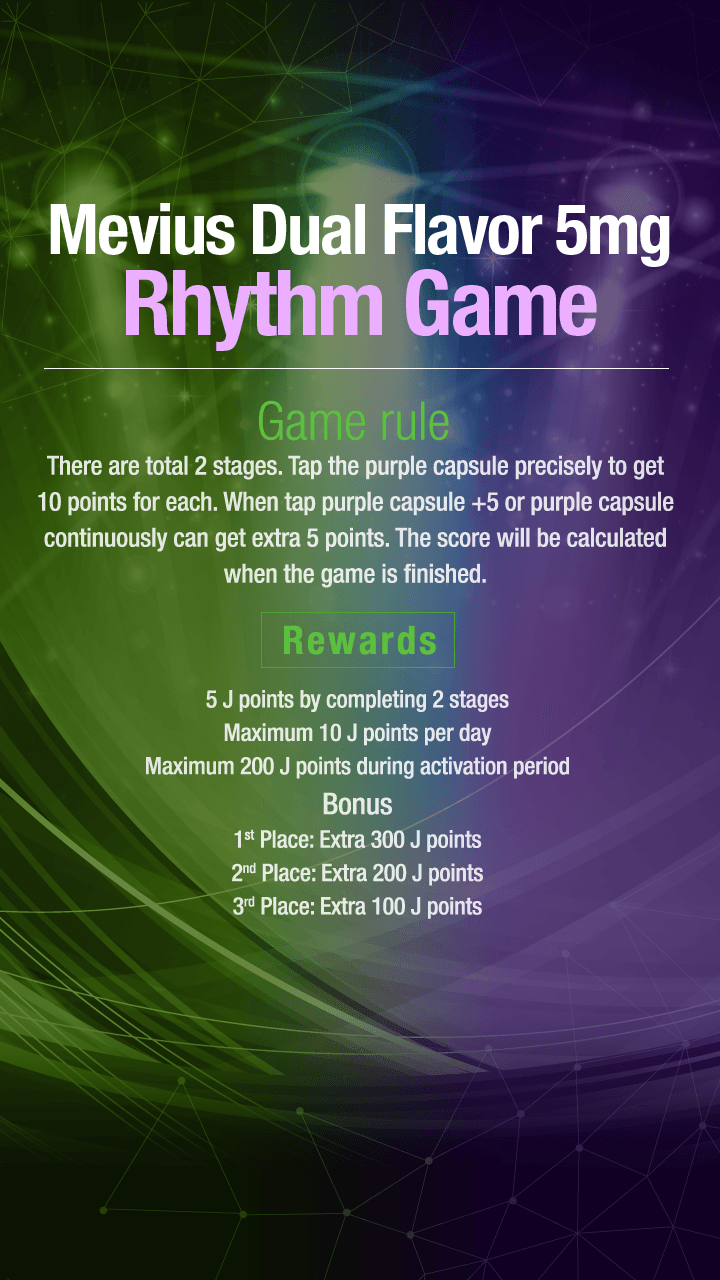 Mevius Dual Flavor 5mg
Rhythm Game
Game rule
There are total 2 stages. Tap the purple capsule precisely to get
10 points for each. When tap purple capsule +5 or purple capsule
continuously can get extra 5 points. The score will be calculated
when the game is finished.
Rewards
5 J points by completing 2 stages
Maximum 10 J points per day
Maximum 200 J points during activation period
Bonus
1st Place: Extra 300 J points
2nd Place: Extra 200 J points
3rd Place: Extra 100 J points